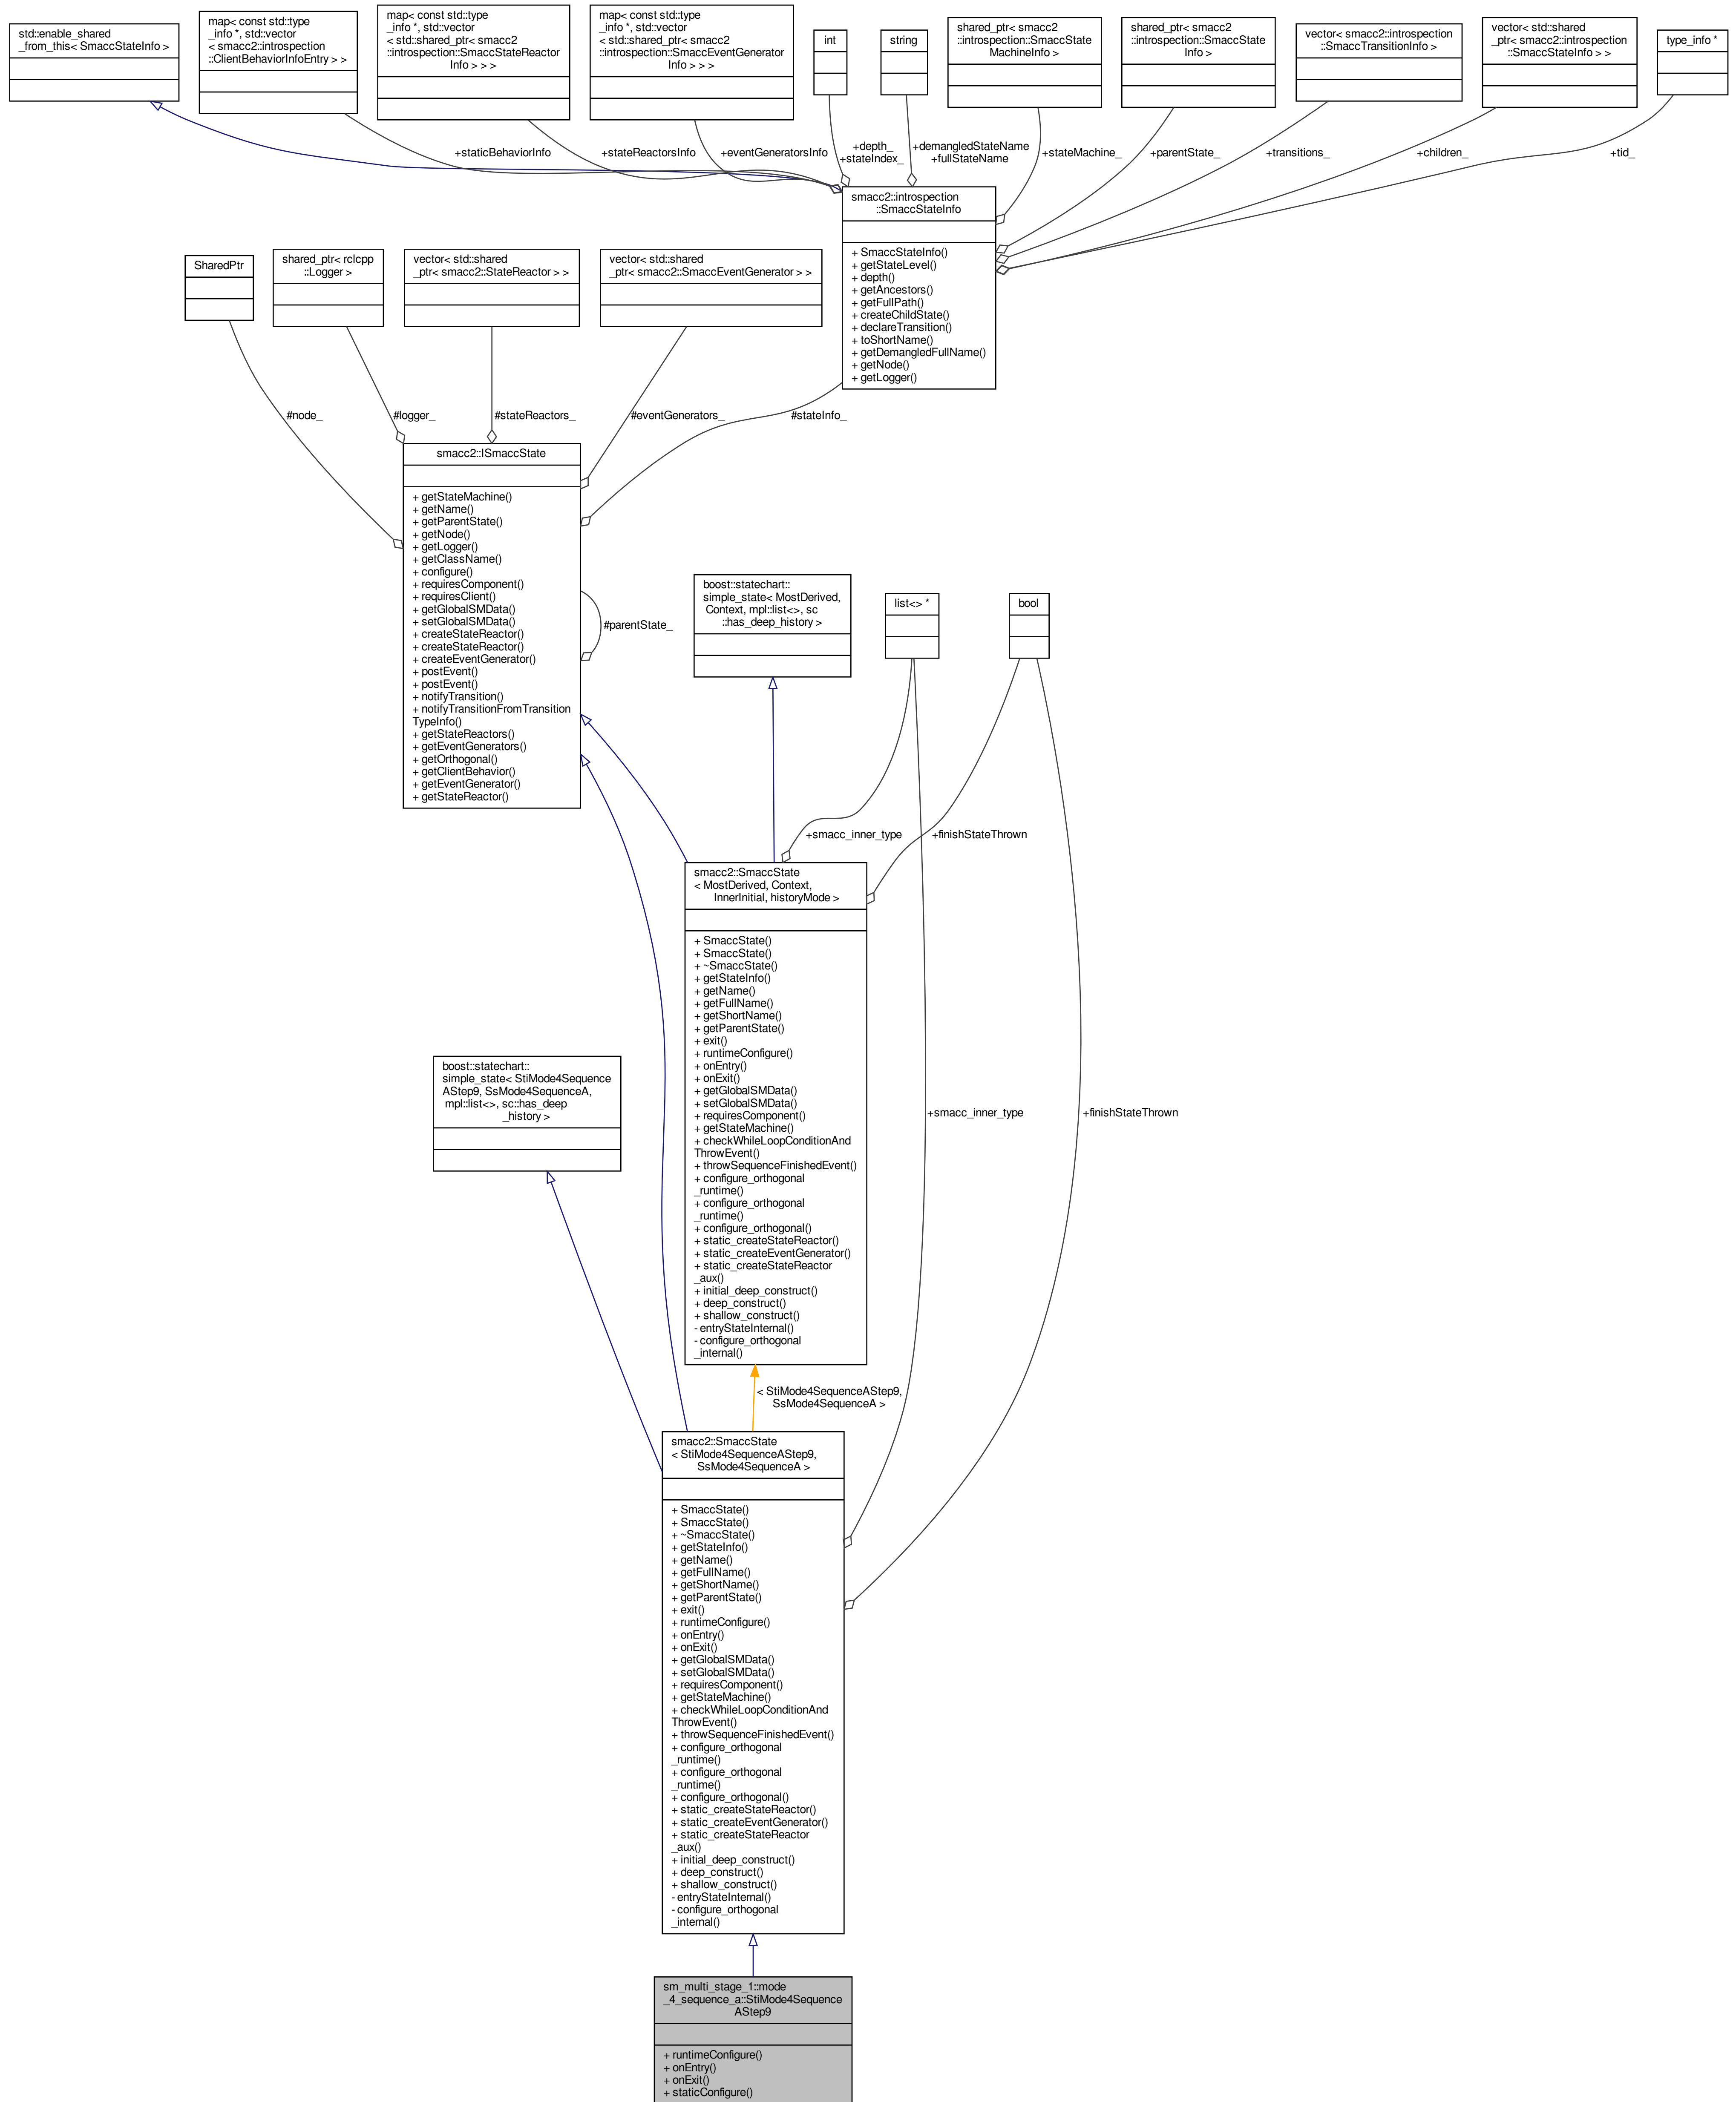 std::enable_shared
_from_this< SmaccStateInfo >
map< const std::type
_info *, std::vector
< smacc2::introspection
::ClientBehaviorInfoEntry > >
map< const std::type
_info *, std::vector
< std::shared_ptr< smacc2
::introspection::SmaccStateReactor
Info > > >
map< const std::type
_info *, std::vector
< std::shared_ptr< smacc2
::introspection::SmaccEventGenerator
Info > > >
int
string
shared_ptr< smacc2
::introspection::SmaccState
MachineInfo >
shared_ptr< smacc2
::introspection::SmaccState
Info >
vector< smacc2::introspection
::SmaccTransitionInfo >
vector< std::shared
_ptr< smacc2::introspection
::SmaccStateInfo > >
type_info *
+staticBehaviorInfo
+stateReactorsInfo
+eventGeneratorsInfo
+depth_
+stateIndex_
+demangledStateName
+fullStateName
+stateMachine_
+parentState_
+transitions_
+children_
+tid_
smacc2::introspection
::SmaccStateInfo
+ SmaccStateInfo()
+ getStateLevel()
+ depth()
+ getAncestors()
+ getFullPath()
+ createChildState()
+ declareTransition()
+ toShortName()
+ getDemangledFullName()
+ getNode()
+ getLogger()
SharedPtr
shared_ptr< rclcpp
::Logger >
vector< std::shared
_ptr< smacc2::StateReactor > >
vector< std::shared
_ptr< smacc2::SmaccEventGenerator > >
#node_
#logger_
#stateReactors_
#eventGenerators_
#stateInfo_
smacc2::ISmaccState
+ getStateMachine()
+ getName()
+ getParentState()
+ getNode()
+ getLogger()
+ getClassName()
+ configure()
+ requiresComponent()
+ requiresClient()
+ getGlobalSMData()
+ setGlobalSMData()
+ createStateReactor()
+ createStateReactor()
+ createEventGenerator()
+ postEvent()
+ postEvent()
+ notifyTransition()
+ notifyTransitionFromTransition
TypeInfo()
+ getStateReactors()
+ getEventGenerators()
+ getOrthogonal()
+ getClientBehavior()
+ getEventGenerator()
+ getStateReactor()
#parentState_
boost::statechart::
simple_state< MostDerived,
Context, mpl::list<>, sc
::has_deep_history >
list<> *
bool
+smacc_inner_type
+finishStateThrown
smacc2::SmaccState
< MostDerived, Context,
InnerInitial, historyMode >
+ SmaccState()
+ SmaccState()
+ ~SmaccState()
+ getStateInfo()
+ getName()
+ getFullName()
+ getShortName()
+ getParentState()
+ exit()
+ runtimeConfigure()
+ onEntry()
+ onExit()
+ getGlobalSMData()
+ setGlobalSMData()
+ requiresComponent()
+ getStateMachine()
+ checkWhileLoopConditionAnd
ThrowEvent()
+ throwSequenceFinishedEvent()
+ configure_orthogonal
_runtime()
+ configure_orthogonal
_runtime()
+ configure_orthogonal()
+ static_createStateReactor()
+ static_createEventGenerator()
+ static_createStateReactor
_aux()
+ initial_deep_construct()
+ deep_construct()
+ shallow_construct()
- entryStateInternal()
- configure_orthogonal
_internal()
boost::statechart::
simple_state< StiMode4Sequence
AStep9, SsMode4SequenceA,
mpl::list<>, sc::has_deep
_history >
+smacc_inner_type
+finishStateThrown
< StiMode4SequenceAStep9,
SsMode4SequenceA >
smacc2::SmaccState
< StiMode4SequenceAStep9,
SsMode4SequenceA >
+ SmaccState()
+ SmaccState()
+ ~SmaccState()
+ getStateInfo()
+ getName()
+ getFullName()
+ getShortName()
+ getParentState()
+ exit()
+ runtimeConfigure()
+ onEntry()
+ onExit()
+ getGlobalSMData()
+ setGlobalSMData()
+ requiresComponent()
+ getStateMachine()
+ checkWhileLoopConditionAnd
ThrowEvent()
+ throwSequenceFinishedEvent()
+ configure_orthogonal
_runtime()
+ configure_orthogonal
_runtime()
+ configure_orthogonal()
+ static_createStateReactor()
+ static_createEventGenerator()
+ static_createStateReactor
_aux()
+ initial_deep_construct()
+ deep_construct()
+ shallow_construct()
- entryStateInternal()
- configure_orthogonal
_internal()
sm_multi_stage_1::mode
_4_sequence_a::StiMode4Sequence
AStep9
+ runtimeConfigure()
+ onEntry()
+ onExit()
+ staticConfigure()